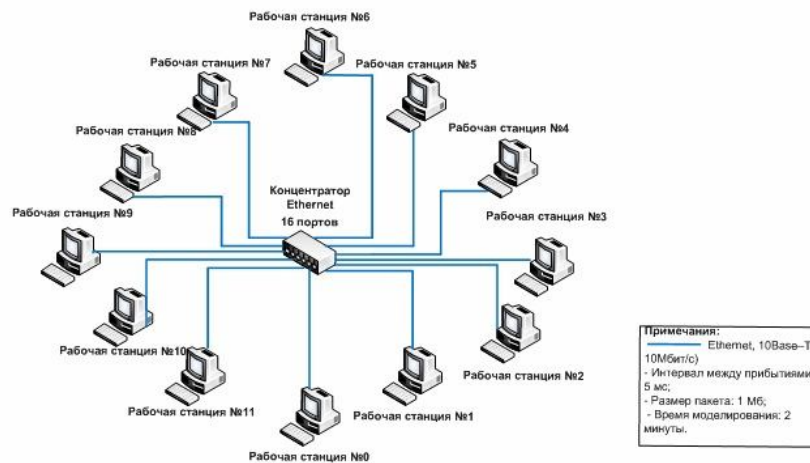 Рабочая станция №6
Рабочая станция №7
Рабочая станция №5
Рабочая станция №8
Рабочая станция №4
Концентратор
Ethernet
16 портов
Рабочая станция №9
Рабочая станция №3
Рабочая станция №10
Рабочая станция №2
Рабочая станция №11
Рабочая станция №1
Рабочая станция №0
Примечания:
Ethernet, 10Base-T
10Мбит/с)
- Интервал между прибытиями
5 мс;
- Размер пакета: 1 Мб;
- Время моделирования: 2
минуты.